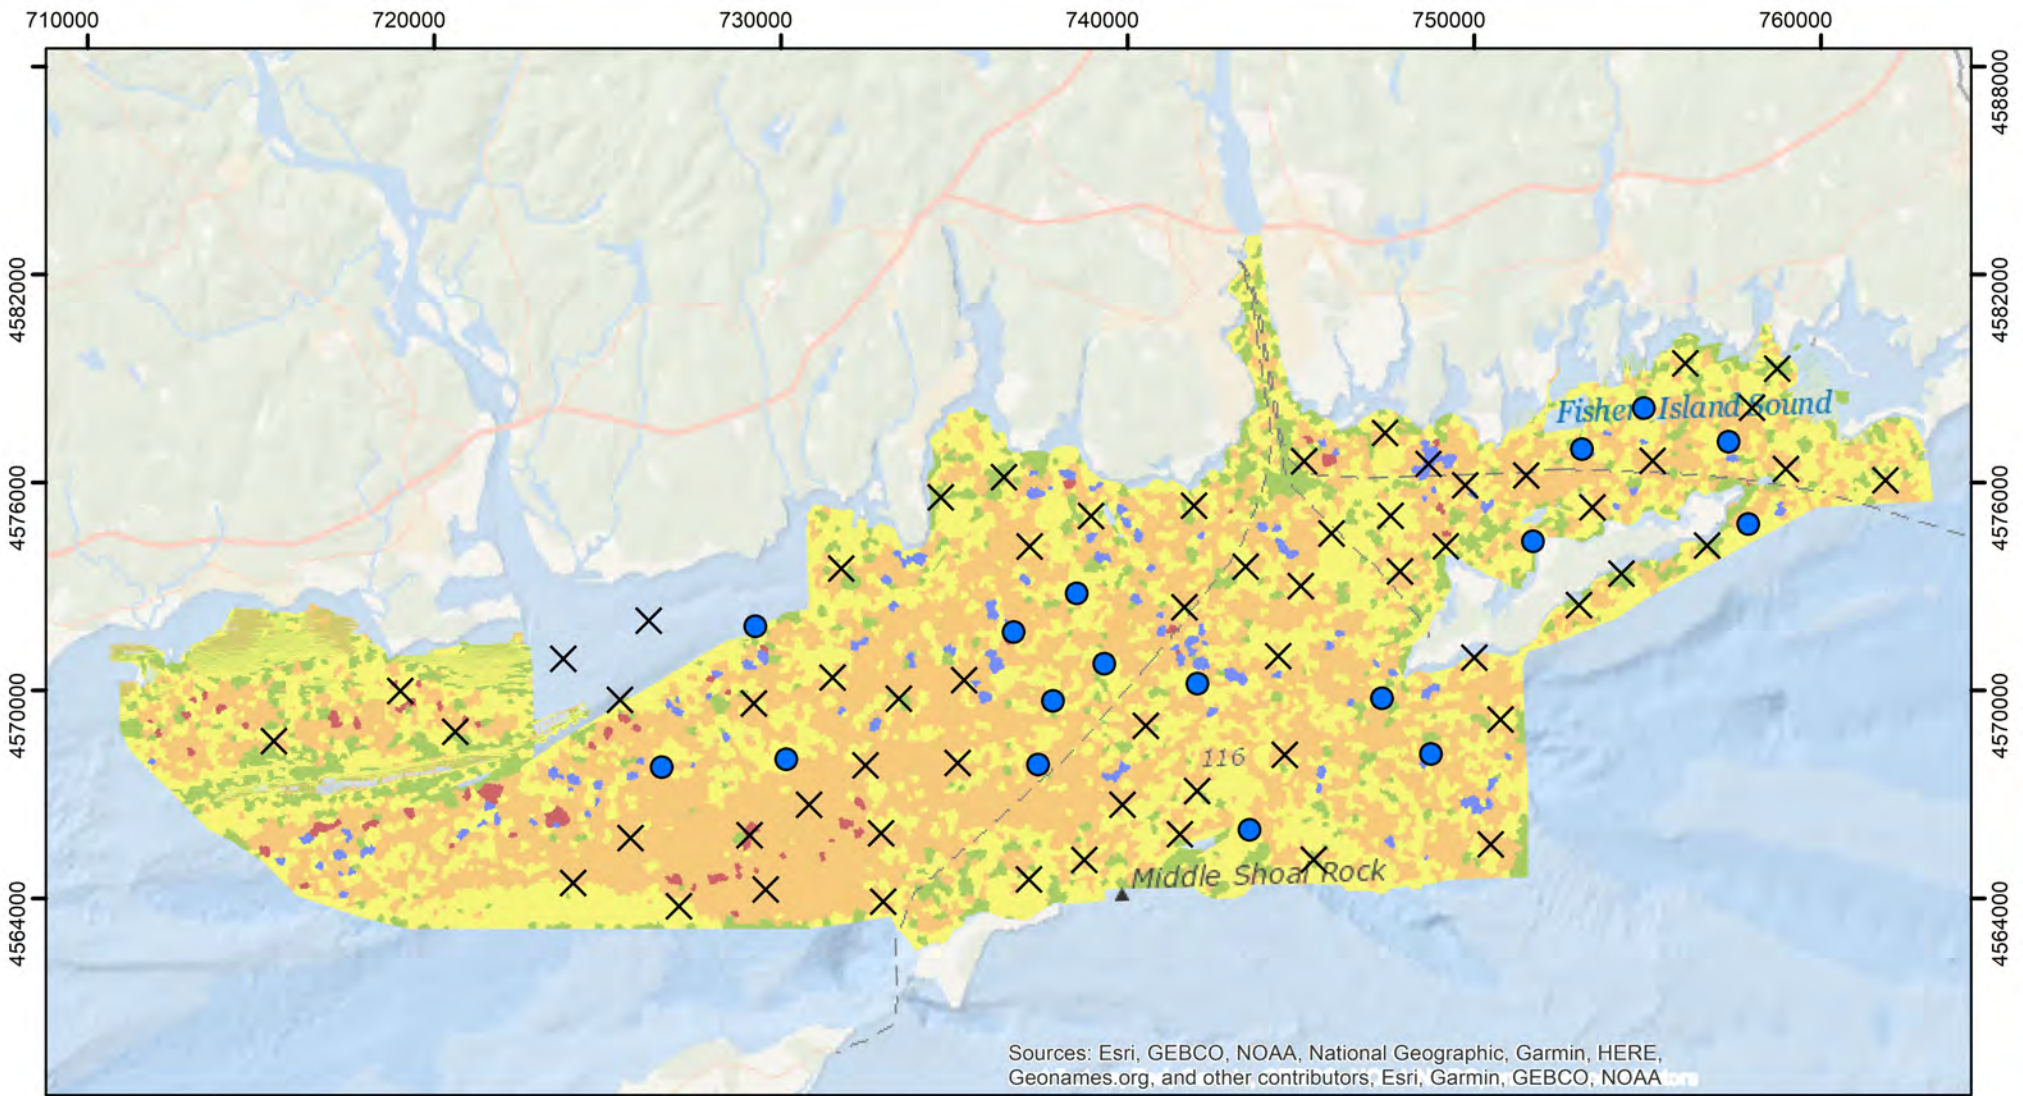 710000 720000 730000 740000 750000 760000
4588000
4582000 4582000
Fisher Island Sound
4576000 4576000
4570000 4570000
116
Middle Shoal Rock
4564000 4564000
Sources: Esri, GEBCO, NOAA, National Geographic, Garmin, HERE,
Geonames.org, and other contributors, Esri, Garmin, GEBCO, NOAA